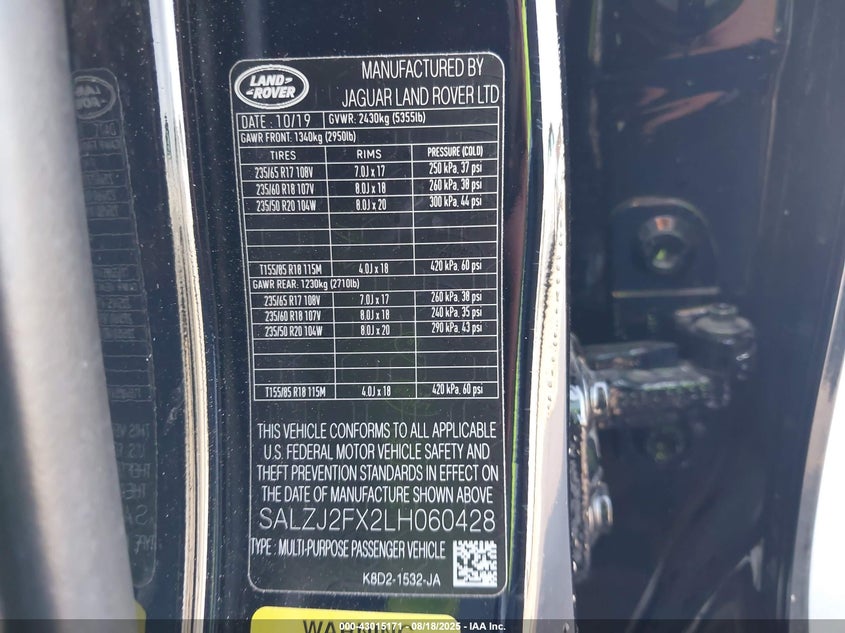 LAND ROVER
MANUFACTURED BY
JAGUAR LAND ROVER LTD
DATE : 10/19 GVWR: 2430kg (5355lb)
GAWR FRONT: 1340kg (2950lb)
TIRES RIMS PRESSURE (COLD)
235/65 R17 108V 7.0J x 17 250 kPa, 37 psi
235/60 R18 107V 8.0J x 18 260 kPa, 38 psi
235/50 R20 104W 8.0J x 20 300 kPa, 44 psi
T155/85 R18 115M 4.0J x 18 420 kPa, 60 psi
GAWR REAR: 1230kg (2710lb)
235/65 R17 108V 7.0J x 17 260 kPa, 38 psi
235/60 R18 107V 8.0J x 18 240 kPa, 35 psi
235/50 R20 104W 8.0J x 20 290 kPa, 43 psi
T155/85 R18 115M 4.0J x 18 420 kPa, 60 psi
THIS VEHICLE CONFORMS TO ALL APPLICABLE
U.S. FEDERAL MOTOR VEHICLE SAFETY AND
THEFT PREVENTION STANDARDS IN EFFECT ON
THE DATE OF MANUFACTURE SHOWN ABOVE
SALZJ2FX2LH060428
TYPE : MULTI-PURPOSE PASSENGER VEHICLE
K8D2-1532-JA
WARNING
000-43015171 - 08/18/2025 - IAA Inc.